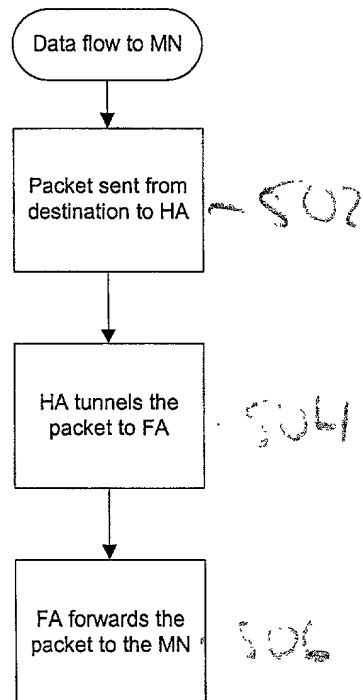 Data flow to MN
Packet sent from
destination to HA
502
HA tunnels the
packet to FA
504
FA forwards the
packet to the MN
506